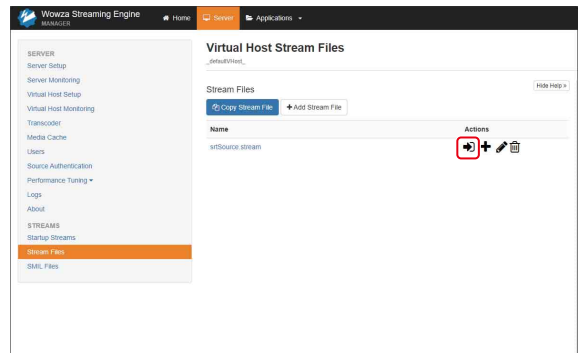 Wowza Streaming Engine
MANAGER
Home
Server
Applications
SERVER
Server Setup
Server Monitoring
Virtual Host Setup
Virtual Host Monitoring
Transcoder
Media Cache
Users
Source Authentication
Performance Tuning
Logs
About
STREAMS
Startup Streams
Stream Files
SMIL Files
Virtual Host Stream Files
_defaultVHost_
Stream Files
Hide Help
Copy Stream File
+ Add Stream File
Name Actions
srtSource.stream